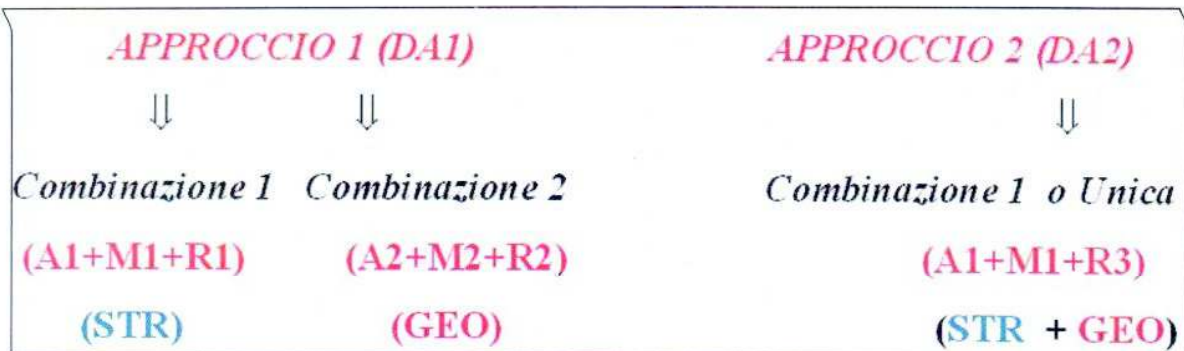 APPROCCIO 1 (DA1) APPROCCIO 2 (DA2)
⇓ ⇓ ⇓
Combinazione 1 Combinazione 2 Combinazione 1 o Unica
(A1+M1+R1) (A2+M2+R2) (A1+M1+R3)
(STR) (GEO) (STR + GEO)